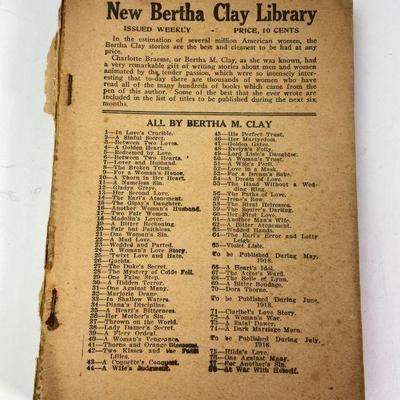 New Bertha Clay Library
ISSUED WEEKLY - PRICE, 10 CENTS
In the estimation of several million American women, the
Bertha Clay stories are the best and cleanest to be had at any
price.
Charlotte Braeme, or Bertha M. Clay, as she was known, had
a very remarkable gift of writing stories about men and women
animated by the tender passion, which were so intensely inter-
esting that to-day there are thousands of women who have
read all of the many hundreds of books which came from the
pen of this author. Some of the best that she ever wrote are
included in the list of titles to be published during the next six
months.
ALL BY BERTHA M. CLAY
1—In Love's Crucible.
2—A Sinful Secret.
3—Between Two Loves.
4—A Golden Heart.
5—Redeemed by Love.
6—Between Two Hearts.
7—Lover and Husband.
8—The Broken Trust.
9—For a Woman's Honor.
10—A Thorn in Her Heart.
11—A Nameless Sin.
12—Gladys Greye.
13—Her Second Love.
14—The Earl's Atonement.
15—The Gipsy's Daughter.
16—Another Woman's Husband.
17—Two Fair Women.
18—Madolin's Lover.
19—A Bitter Reckoning.
20—Fair but Faithless.
21—One Woman's Sin.
22—A Mad Love.
23—Wedded and Parted.
24—A Woman's Love Story.
25—'Twixt Love and Hate.
26—Guelda.
27—The Duke's Secret.
28—The Mystery of Colde Fell.
29—One False Step.
30—A Hidden Terror.
31—One Against Many.
32—Marjorie Deane.
33—In Shallow Waters.
34—Diana's Discipline.
35—A Heart's Bitterness.
36—Her Mother's Sin.
37—Thrown on the World.
38—Lady Damer's Secret.
39—A Fiery Ordeal.
40—A Woman's Vengeance.
41—Thorns and Orange Blossoms.
42—Two Kisses and the Fatal
Lilies.
43—A Coquette's Conquest.
44—A Wife's Judgment.
45—His Perfect Trust.
46—Her Martyrdom.
47—Golden Gates.
48—Evelyn's Folly.
49—Lord Lisle's Daughter.
50—A Woman's Trust.
51—A Wife's Peril.
52—Love in a Mask.
53—For a Dream's Sake.
54—A Dream of Love.
55—The Hand Without a Wed-
ding Ring.
56—The Paths of Love.
57—Irene's Vow.
58—The Rival Heiresses.
59—The Squire's Darling.
60—Her First Love.
61—Another Man's Wife.
62—A Bitter Atonement.
63—Wedded Hands.
64—The Earl's Error and Letty
Leigh.
65—Violet Lisle.
To be Published During May,
1918.
66—A Heart's Idol.
67—The Actor's Ward.
68—The Belle of Lynn.
69—A Bitter Bondage.
70—Dora Thorne.
To be Published During June,
1918.
71—Claribel's Love Story.
72—A Woman's War.
73—A Fatal Dower.
74—A Dark Marriage Morn.
To be Published During July,
1918.
75—Hilda's Lover.
76—One Against Many.
77—For Another's Sin.
78—At War With Herself.